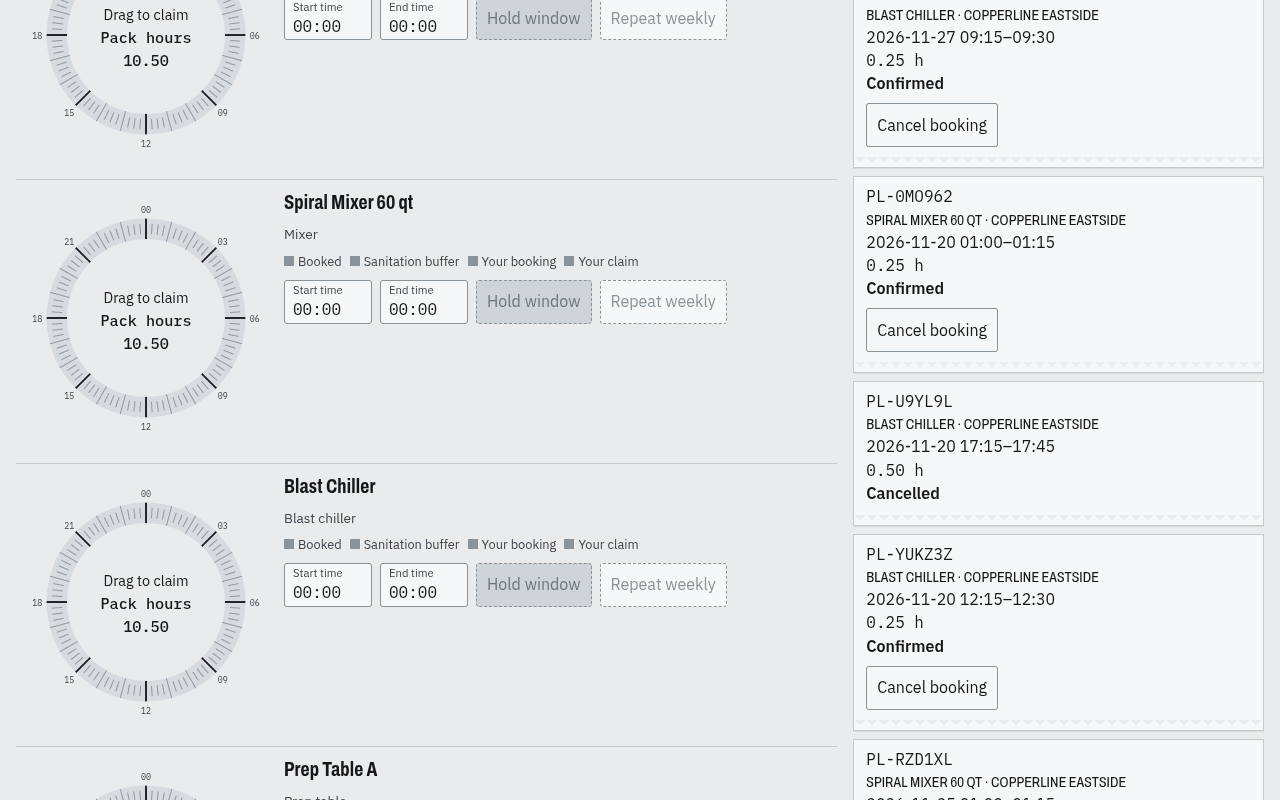 Drag to claim
Pack hours
10.50
18
06
15
09
12
Start time
00:00
End time
00:00
Hold window
Repeat weekly
Spiral Mixer 60 qt
Mixer
Booked
Sanitation buffer
Your booking
Your claim
Start time
00:00
End time
00:00
Hold window
Repeat weekly
00
21
03
Drag to claim
Pack hours
10.50
18
06
15
09
12
Blast Chiller
Blast chiller
Booked
Sanitation buffer
Your booking
Your claim
Start time
00:00
End time
00:00
Hold window
Repeat weekly
00
21
03
Drag to claim
Pack hours
10.50
18
06
15
09
12
Prep Table A
Prep table
00
BLAST CHILLER · COPPERLINE EASTSIDE
2026-11-27 09:15–09:30
0.25 h
Confirmed
Cancel booking
PL-0MO962
SPIRAL MIXER 60 QT · COPPERLINE EASTSIDE
2026-11-20 01:00–01:15
0.25 h
Confirmed
Cancel booking
PL-U9YL9L
BLAST CHILLER · COPPERLINE EASTSIDE
2026-11-20 17:15–17:45
0.50 h
Cancelled
PL-YUKZ3Z
BLAST CHILLER · COPPERLINE EASTSIDE
2026-11-20 12:15–12:30
0.25 h
Confirmed
Cancel booking
PL-RZD1XL
SPIRAL MIXER 60 QT · COPPERLINE EASTSIDE